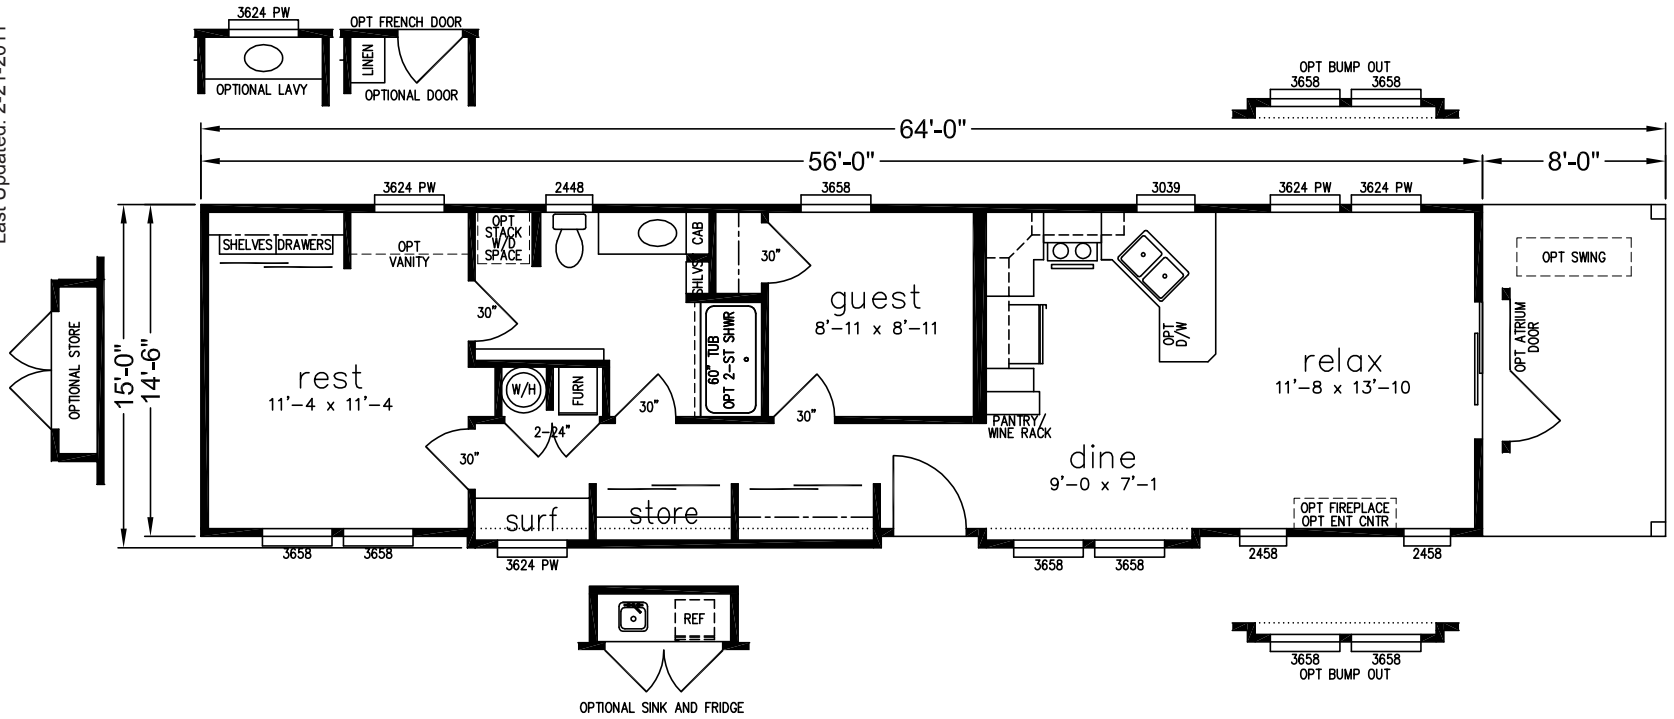 Last Updated: 2-21-2011
3624 PW
OPTIONAL LAVY
OPT FRENCH DOOR
LINEN
OPTIONAL DOOR
OPT BUMP OUT
3658
3658
64'-0"
56'-0"
8'-0"
3624 PW
2448
3658
3039
3624 PW
3624 PW
SHELVES
DRAWERS
OPT
VANITY
OPT
STACK
W/D
SPACE
CAB
SHLVS
30"
30"
OPT SWING
OPTIONAL STORE
15'-0"
14'-6"
rest
11'-4 x 11'-4
W/H
FURN
2-24"
30"
60" TUB
OPT 2-ST SHWR
guest
8'-11 x 8'-11
30"
30"
OPT
D/W
PANTRY/
WINE RACK
relax
11'-8 x 13'-10
OPT ATRIUM
DOOR
dine
9'-0 x 7'-1
surf
store
OPT FIREPLACE
OPT ENT CNTR
3658
3658
3624 PW
3658
3658
2458
2458
REF
OPTIONAL SINK AND FRIDGE
3658
3658
OPT BUMP OUT